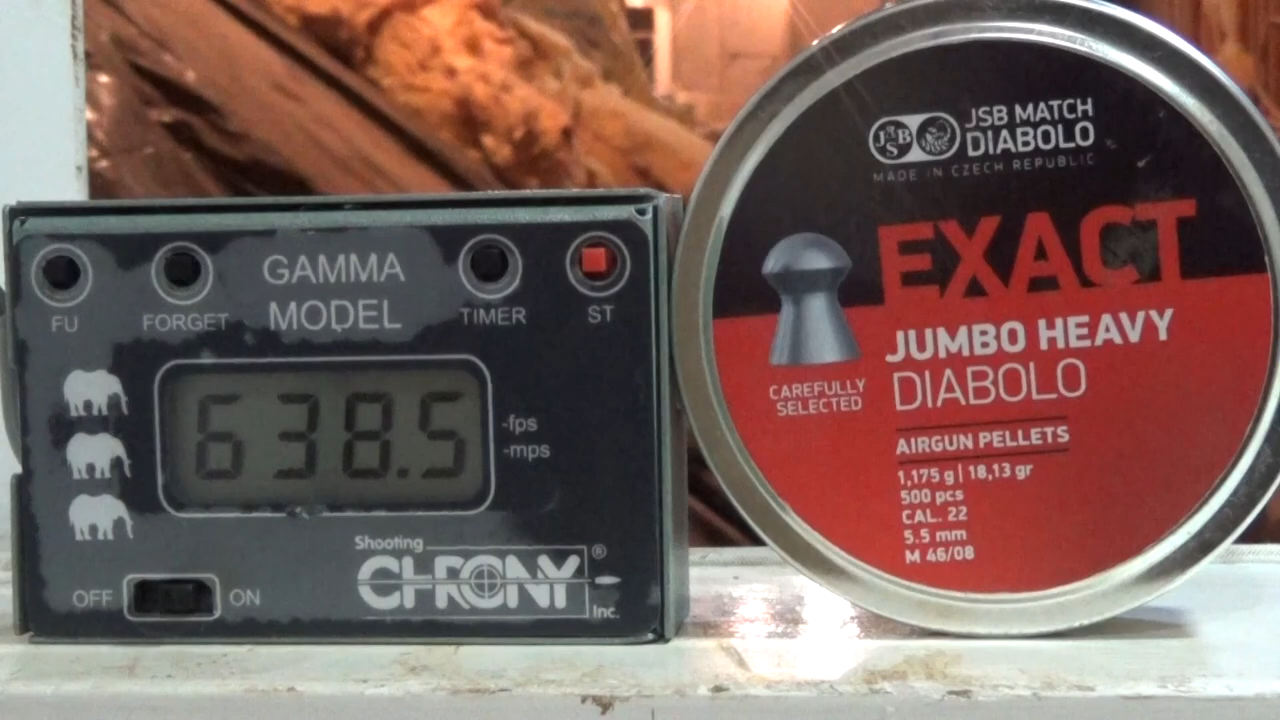 GAMMA
MODEL
FU
FORGET
TIMER
ST
638.5
-fps
-mps
Shooting
CHRONY®
Inc.
OFF
ON
JSB
JSB MATCH
DIABOLO
MADE IN CZECH REPUBLIC
EXACT
JUMBO HEAVY
DIABOLO
CAREFULLY
SELECTED
AIRGUN PELLETS
1,175 g | 18,13 gr
500 pcs
CAL. 22
5.5 mm
M 46/08